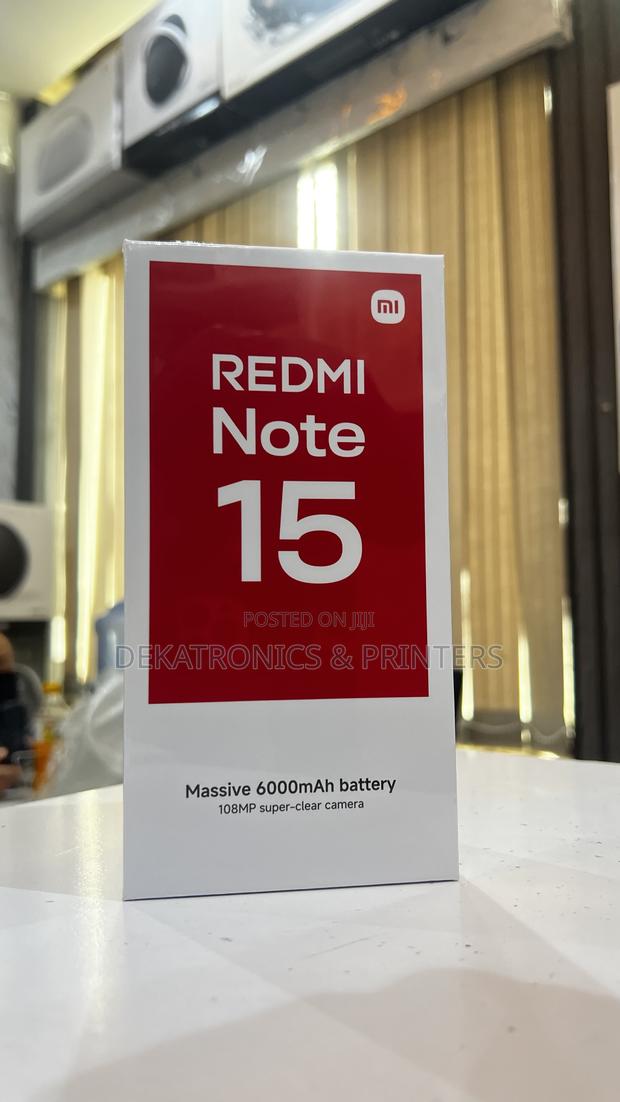 mi
REDMI
Note
15
POSTED ON JIJI
DEKATRONICS & PRINTERS
Massive 6000mAh battery
108MP super-clear camera